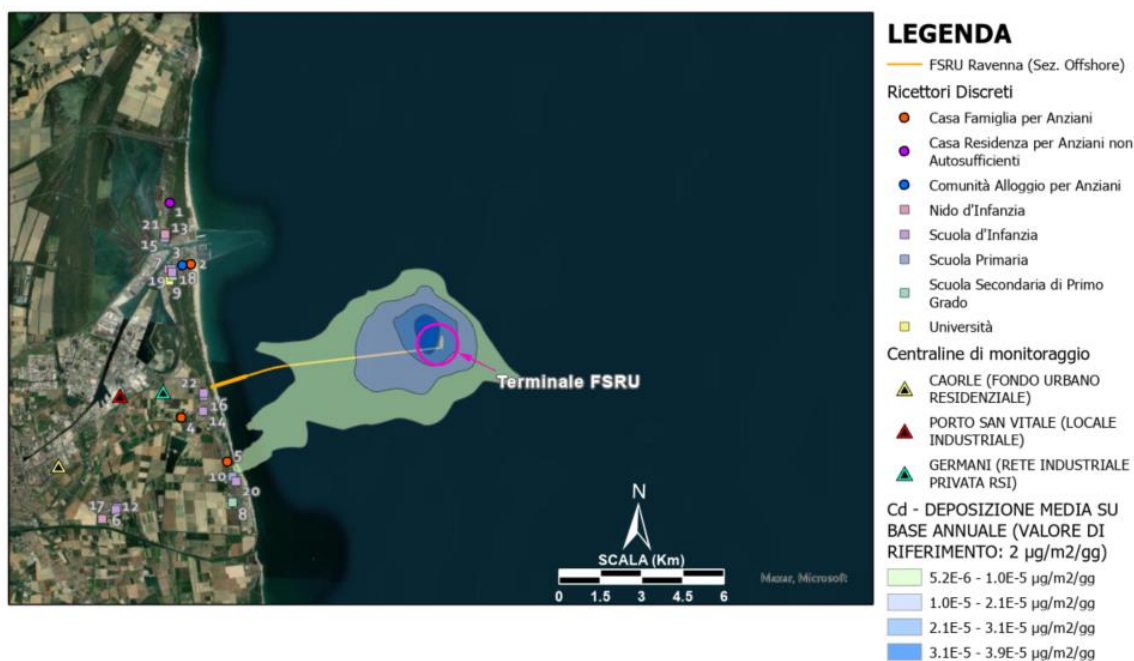 LEGENDA
FSRU Ravenna (Sez. Offshore)
Ricettori Discreti
Casa Famiglia per Anziani
Casa Residenza per Anziani non
Autosufficienti
Comunità Alloggio per Anziani
Nido d'Infanzia
Scuola d'Infanzia
Scuola Primaria
Scuola Secondaria di Primo
Grado
Università
Centraline di monitoraggio
CAORLE (FONDO URBANO
RESIDENZIALE)
PORTO SAN VITALE (LOCALE
INDUSTRIALE)
GERMANI (RETE INDUSTRIALE
PRIVATA RSI)
Cd - DEPOSIZIONE MEDIA SU
BASE ANNUALE (VALORE DI
RIFERIMENTO: 2 µg/m2/gg)
5.2E-6 - 1.0E-5 µg/m2/gg
1.0E-5 - 2.1E-5 µg/m2/gg
2.1E-5 - 3.1E-5 µg/m2/gg
3.1E-5 - 3.9E-5 µg/m2/gg
1
21 13
15
3
7 2
19 18
9
Terminale FSRU
22
16
14
4
5
10
20
8
17 12
6
N
SCALA (Km)
0 1.5 3 4.5 6
Maxar, Microsoft